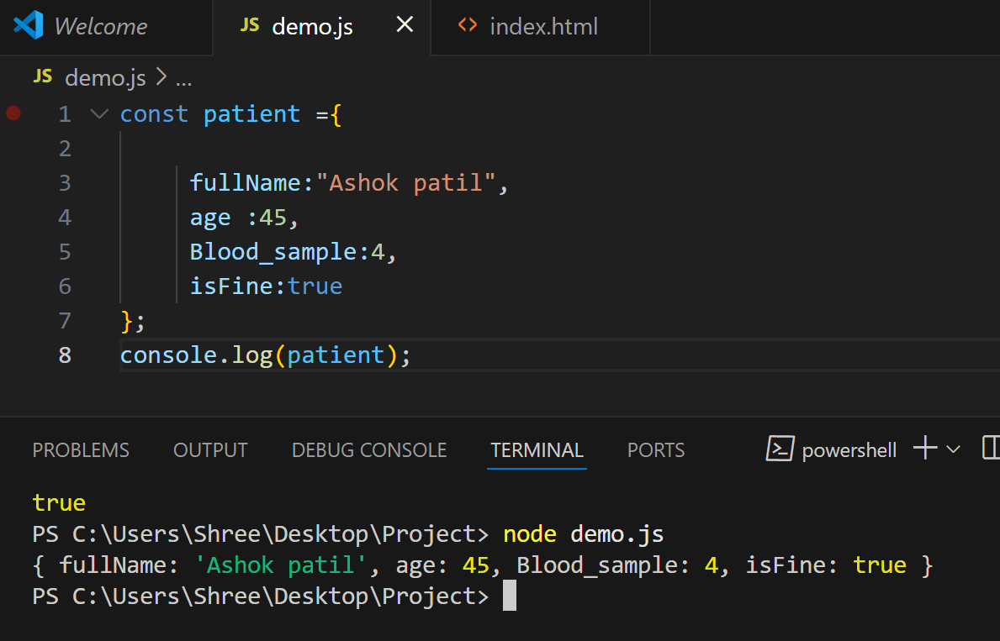 Welcome JS demo.js index.html
JS demo.js > ...
1 const patient ={
2
3 fullName:"Ashok patil",
4 age :45,
5 Blood_sample:4,
6 isFine:true
7 };
8 console.log(patient);
PROBLEMS OUTPUT DEBUG CONSOLE TERMINAL PORTS powershell
true
PS C:\Users\Shree\Desktop\Project> node demo.js
{ fullName: 'Ashok patil', age: 45, Blood_sample: 4, isFine: true }
PS C:\Users\Shree\Desktop\Project>